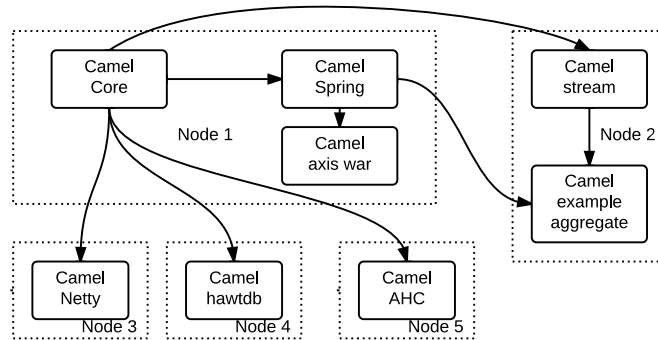 Camel
Core
Camel
Spring
Camel
stream
Node 1
Camel
axis war
Node 2
Camel
example
aggregate
Camel
Netty
Node 3
Camel
hawtdb
Node 4
Camel
AHC
Node 5